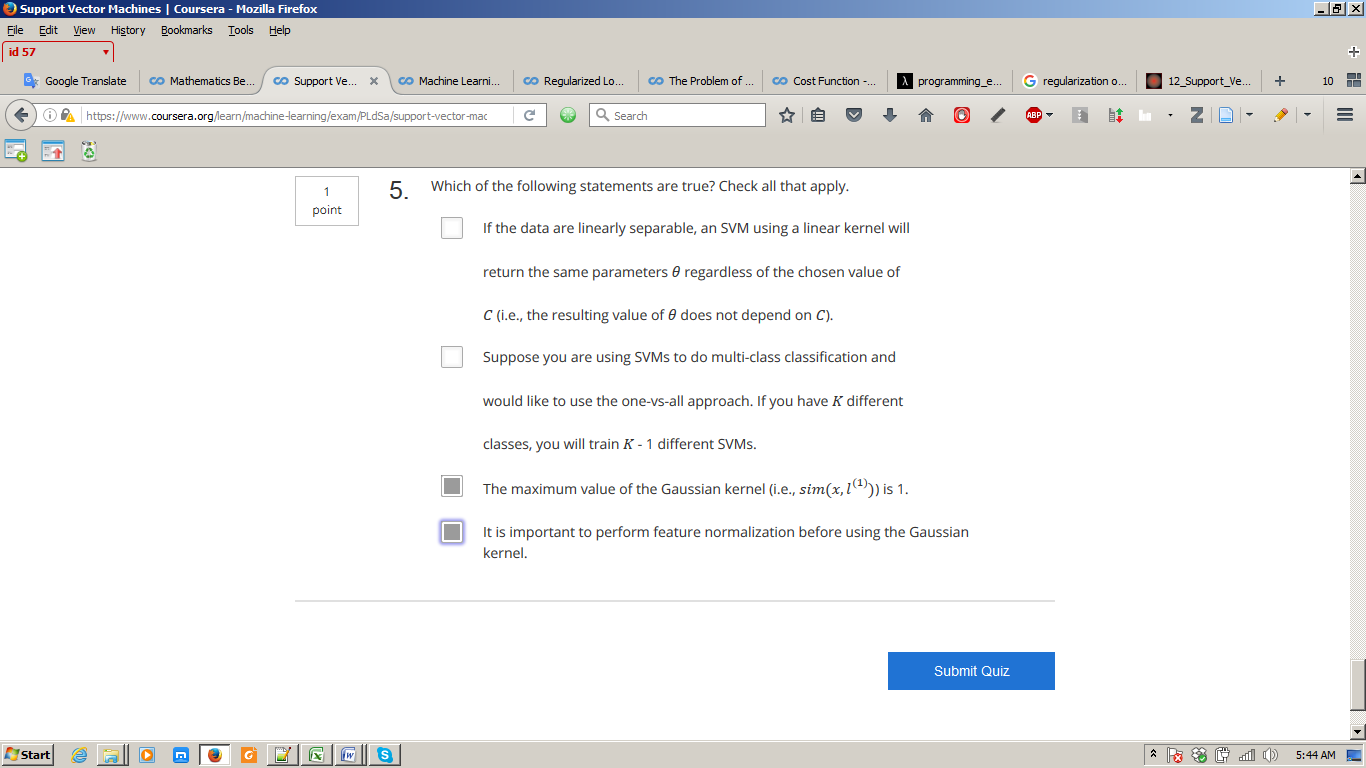 Support Vector Machines | Coursera - Mozilla Firefox
File Edit View History Bookmarks Tools Help
id 57
Google Translate Mathematics Be... Support Ve... Machine Learni... Regularized Lo... The Problem of ... Cost Function -... programming_e... regularization o... 12_Support_Ve... 10
https://www.coursera.org/learn/machine-learning/exam/PLdSa/support-vector-mac Search ABP
1
point
5. Which of the following statements are true? Check all that apply.
If the data are linearly separable, an SVM using a linear kernel will
return the same parameters θ regardless of the chosen value of
C (i.e., the resulting value of θ does not depend on C).
Suppose you are using SVMs to do multi-class classification and
would like to use the one-vs-all approach. If you have K different
classes, you will train K - 1 different SVMs.
The maximum value of the Gaussian kernel (i.e., sim(x, l⁽¹⁾)) is 1.
It is important to perform feature normalization before using the Gaussian
kernel.
Submit Quiz
Start 5:44 AM